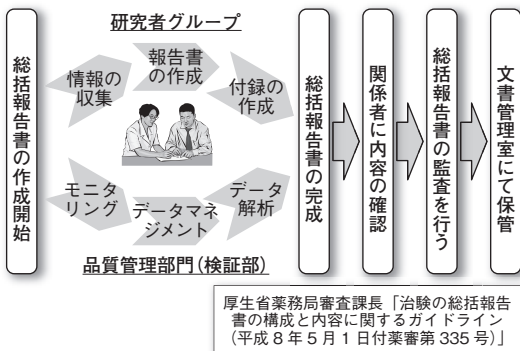 研究者グループ
総括報告書の作成開始
情報の
収集
報告書
の作成
付録の
作成
モニタ
リング
データマネ
ジメント
データ
解析
品質管理部門(検証部)
総括報告書の完成
関係者に内容の確認
総括報告書の監査を行う
文書管理室にて保管
厚生省薬務局審査課長「治験の総括報告
書の構成と内容に関するガイドライン
(平成8年5月1日付薬審第335号)」